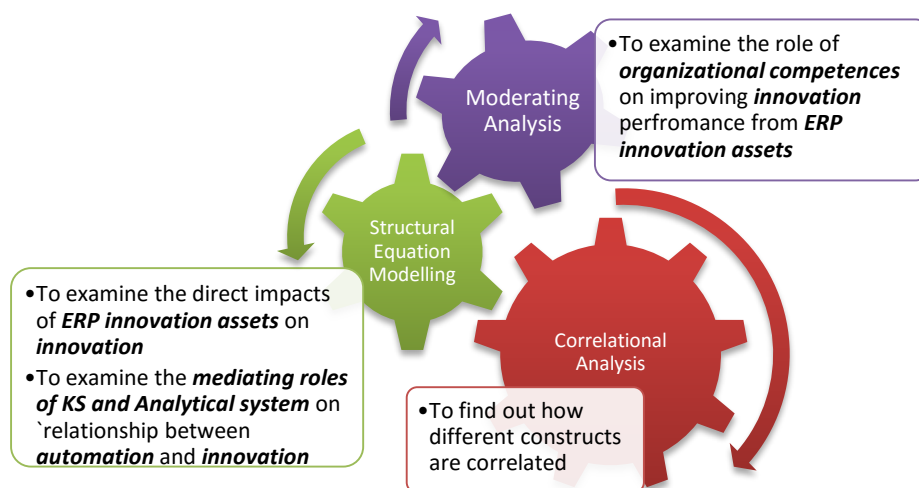 Moderating
Analysis
•To examine the role of
organizational competences
on improving innovation
perfromance from ERP
innovation assets
Structural
Equation
Modelling
•To examine the direct impacts
of ERP innovation assets on
innovation
•To examine the mediating roles
of KS and Analytical system on
`relationship between
automation and innovation
Correlational
Analysis
•To find out how
different constructs
are correlated